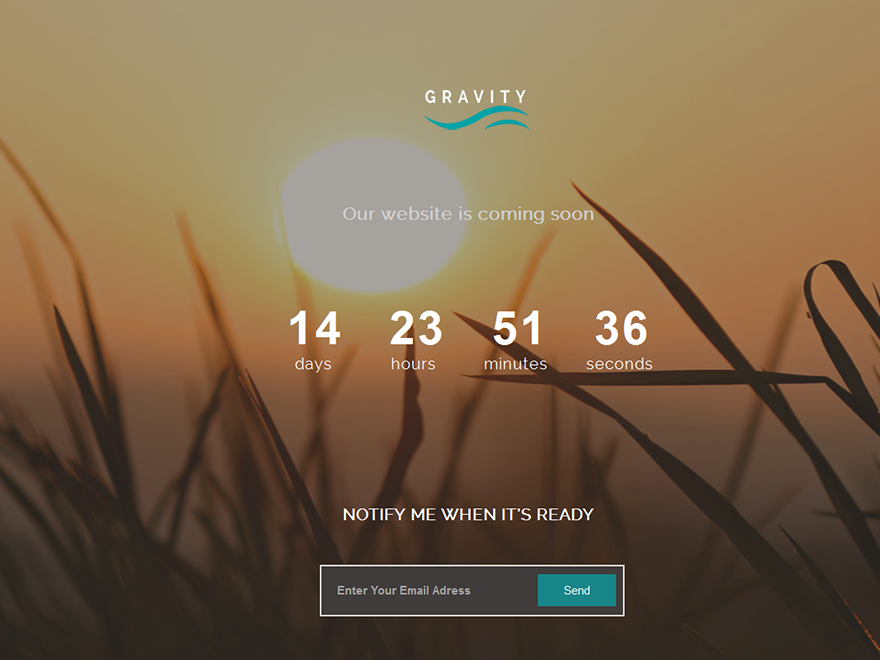 GRAVITY
Our website is coming soon
14 23 51 36
days hours minutes seconds
NOTIFY ME WHEN IT'S READY
Enter Your Email Adress Send